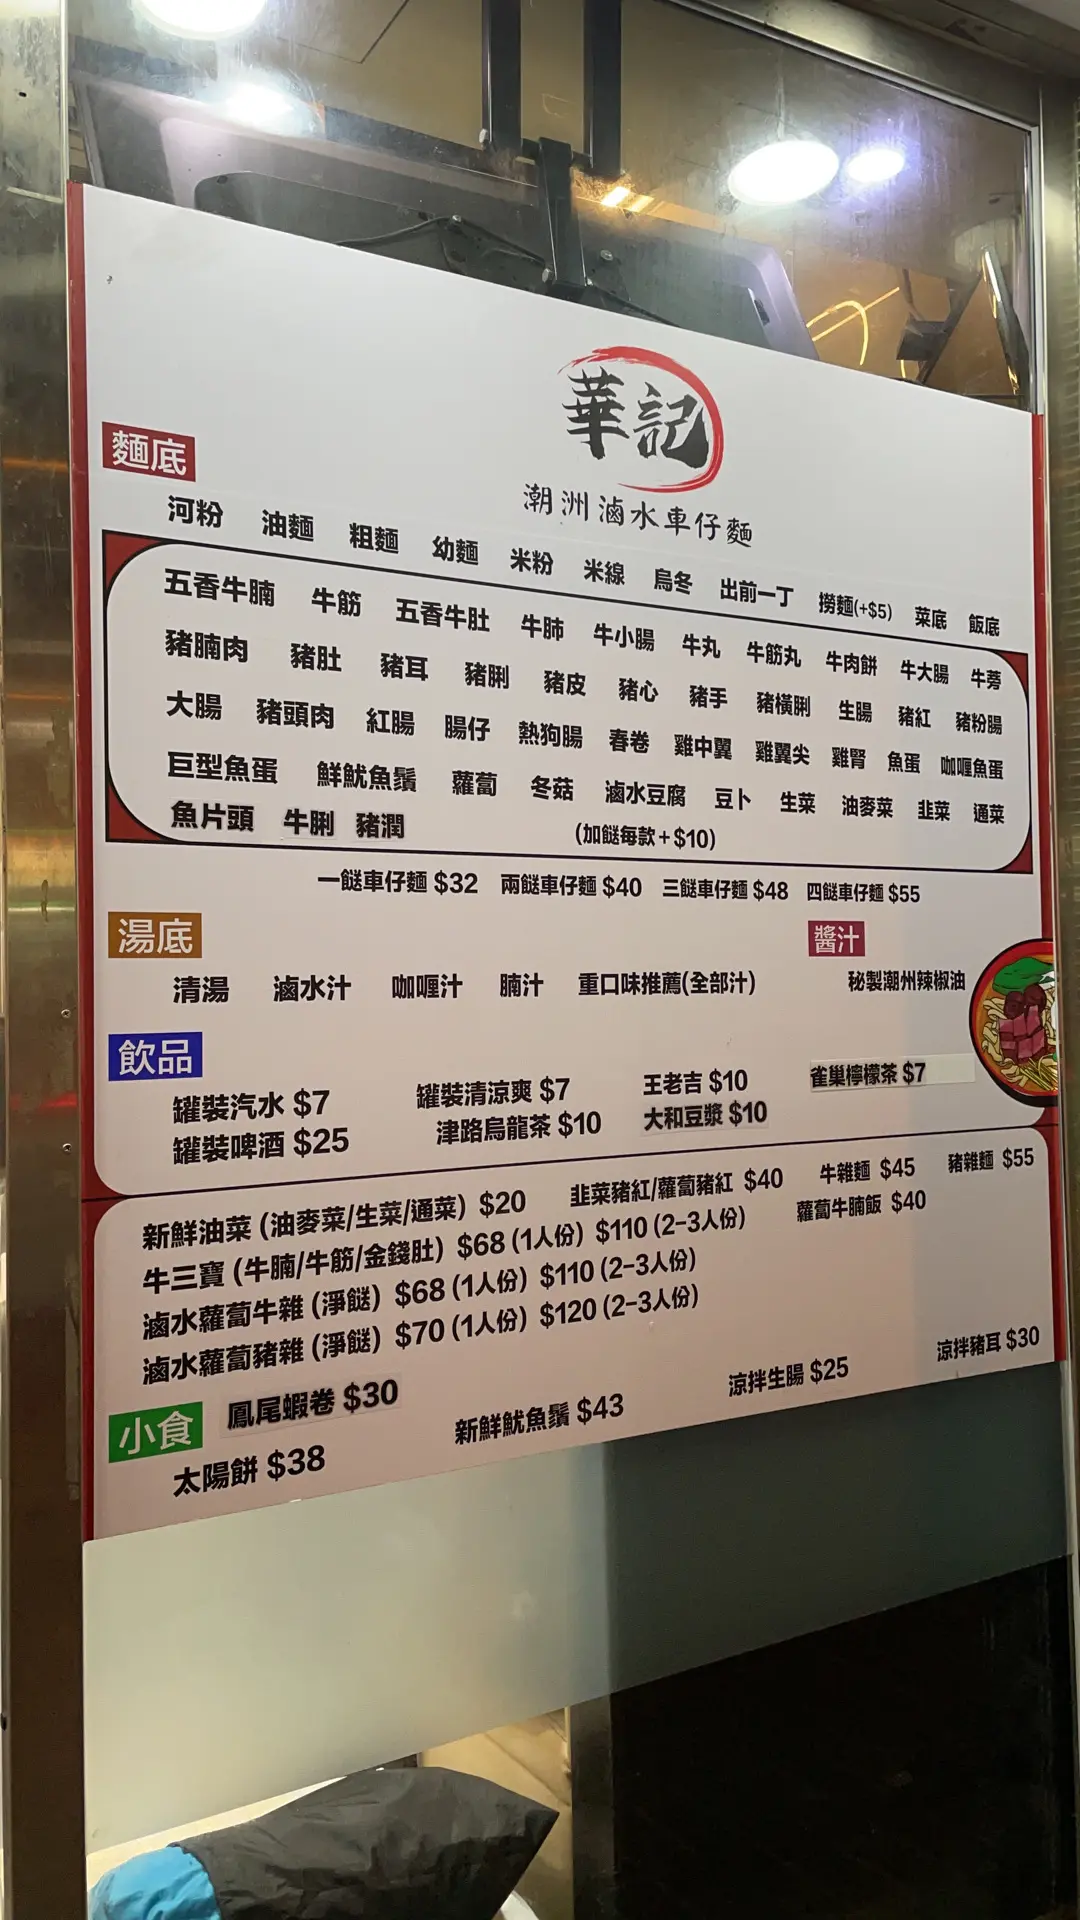 華記
潮洲滷水車仔麵
麵底
河粉 油麵 粗麵 幼麵 米粉 米線 烏冬 出前一丁 撈麵(+$5) 菜底 飯底
五香牛腩 牛筋 五香牛肚 牛肺 牛小腸 牛丸 牛筋丸 牛肉餅 牛大腸 牛蒡
豬腩肉 豬肚 豬耳 豬脷 豬皮 豬心 豬手 豬橫脷 生腸 豬紅 豬粉腸
大腸 豬頭肉 紅腸 腸仔 熱狗腸 春卷 雞中翼 雞翼尖 雞腎 魚蛋 咖喱魚蛋
巨型魚蛋 鮮魷魚鬚 蘿蔔 冬菇 滷水豆腐 豆卜 生菜 油麥菜 韭菜 通菜
魚片頭 牛脷 豬潤 (加餸每款+$10)
一餸車仔麵 $32 兩餸車仔麵 $40 三餸車仔麵 $48 四餸車仔麵 $55
湯底 醬汁
清湯 滷水汁 咖喱汁 腩汁 重口味推薦(全部汁) 秘製潮州辣椒油
飲品
罐裝汽水 $7 罐裝清涼爽 $7 王老吉 $10 雀巢檸檬茶 $7
罐裝啤酒 $25 津路烏龍茶 $10 大和豆漿 $10
新鮮油菜 (油麥菜/生菜/通菜) $20 韭菜豬紅/蘿蔔豬紅 $40 牛雜麵 $45 豬雜麵 $55
牛三寶 (牛腩/牛筋/金錢肚) $68 (1人份) $110 (2-3人份) 蘿蔔牛腩飯 $40
滷水蘿蔔牛雜 (淨餸) $68 (1人份) $110 (2-3人份)
滷水蘿蔔豬雜 (淨餸) $70 (1人份) $120 (2-3人份)
小食 鳳尾蝦卷 $30
太陽餅 $38 新鮮魷魚鬚 $43 涼拌生腸 $25 涼拌豬耳 $30